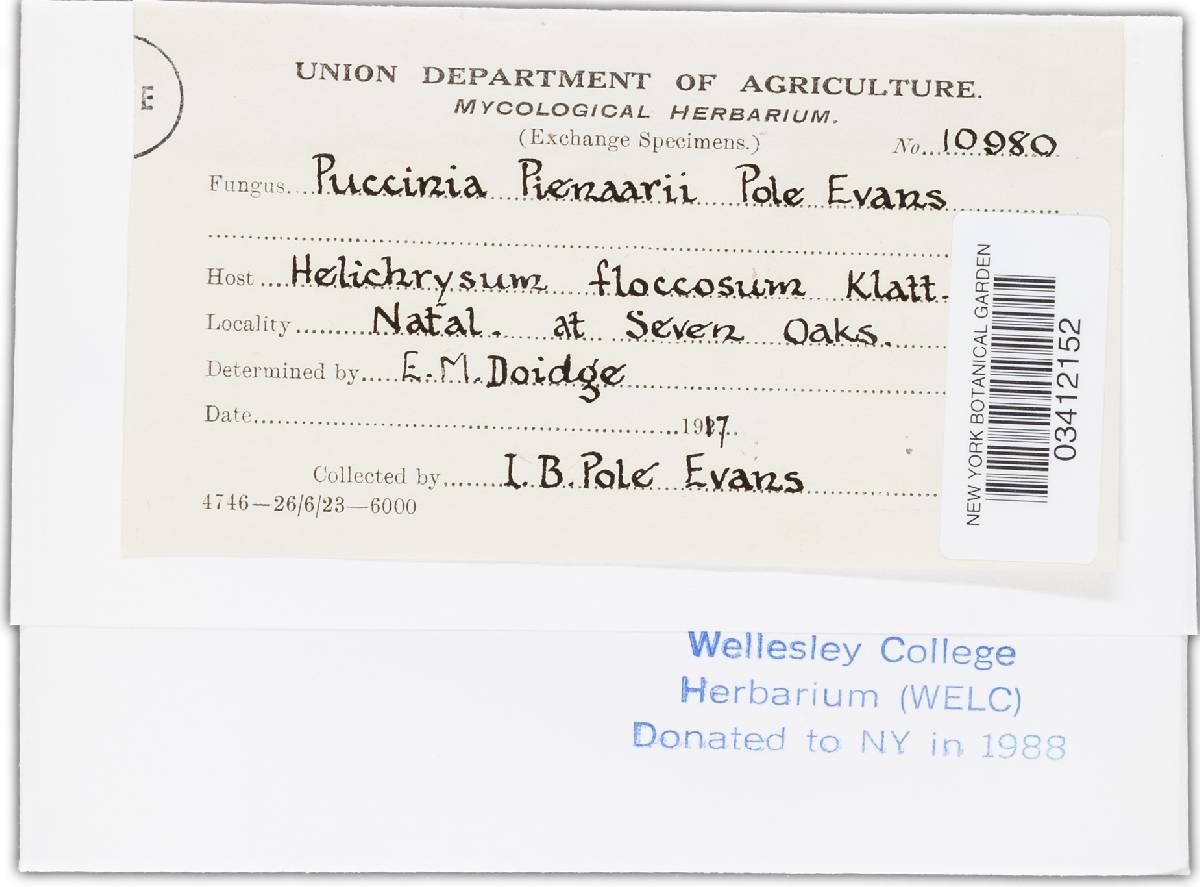 E
UNION DEPARTMENT OF AGRICULTURE.
MYCOLOGICAL HERBARIUM.
(Exchange Specimens.)
No. 10980
Fungus Puccinia Pienaarii Pole Evans
Host Helichrysum floccosum Klatt.
Locality Natal. at Seven Oaks.
Determined by E.M. Doidge
Date 1917
Collected by I.B. Pole Evans
4746—26/6/23—6000
NEW YORK BOTANICAL GARDEN
03412152
Wellesley College
Herbarium (WELC)
Donated to NY in 1988